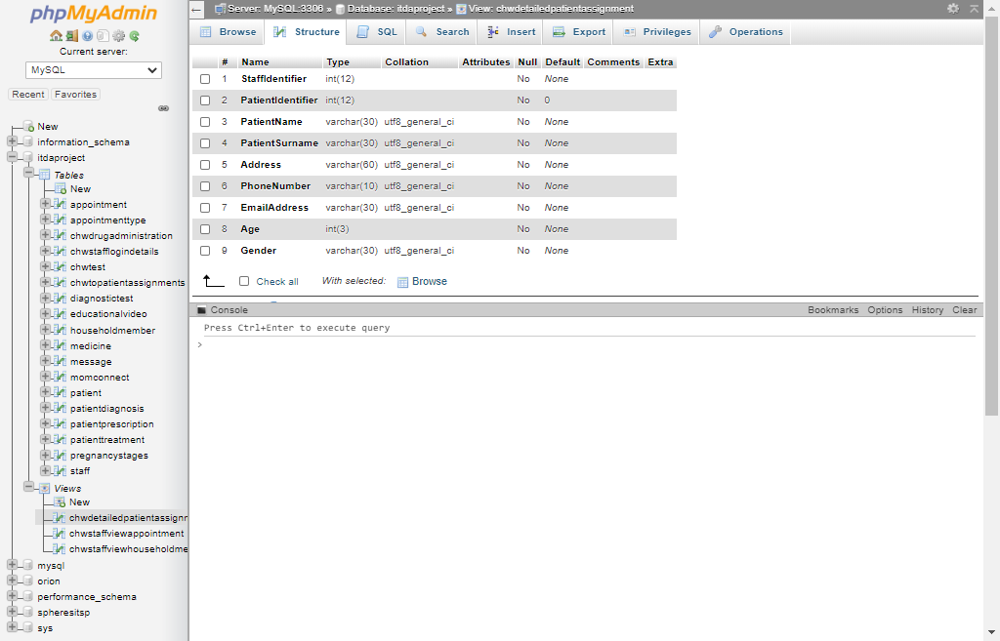 phpMyAdmin
Current server:
MySQL
Recent Favorites
New
information_schema
itdaproject
Tables
New
appointment
appointmenttype
chwdrugadministration
chwstafflogindetails
chwtest
chwtopatientassignments
diagnostictest
educationalvideo
householdmember
medicine
message
momconnect
patient
patientdiagnosis
patientprescription
patienttreatment
pregnancystages
staff
Views
New
chwdetailedpatientassignm
chwstaffviewappointment
chwstaffviewhouseholdme
mysql
orion
performance_schema
spheresitsp
sys
Server: MySQL:3306 » Database: itdaproject » View: chwdetailedpatientassignment
Browse Structure SQL Search Insert Export Privileges Operations
# Name Type Collation Attributes Null Default Comments Extra
1 StaffIdentifier int(12) No None
2 PatientIdentifier int(12) No 0
3 PatientName varchar(30) utf8_general_ci No None
4 PatientSurname varchar(30) utf8_general_ci No None
5 Address varchar(60) utf8_general_ci No None
6 PhoneNumber varchar(10) utf8_general_ci No None
7 EmailAddress varchar(30) utf8_general_ci No None
8 Age int(3) No None
9 Gender varchar(30) utf8_general_ci No None
Check all With selected: Browse
Console Bookmarks Options History Clear
Press Ctrl+Enter to execute query
>